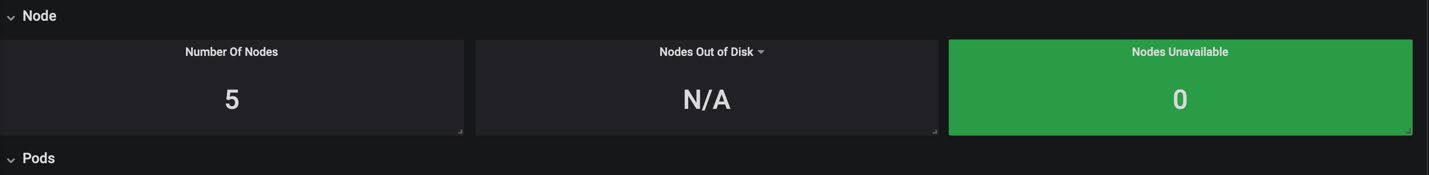 Node
Number Of Nodes
Nodes Out of Disk
Nodes Unavailable
5
N/A
0
Pods